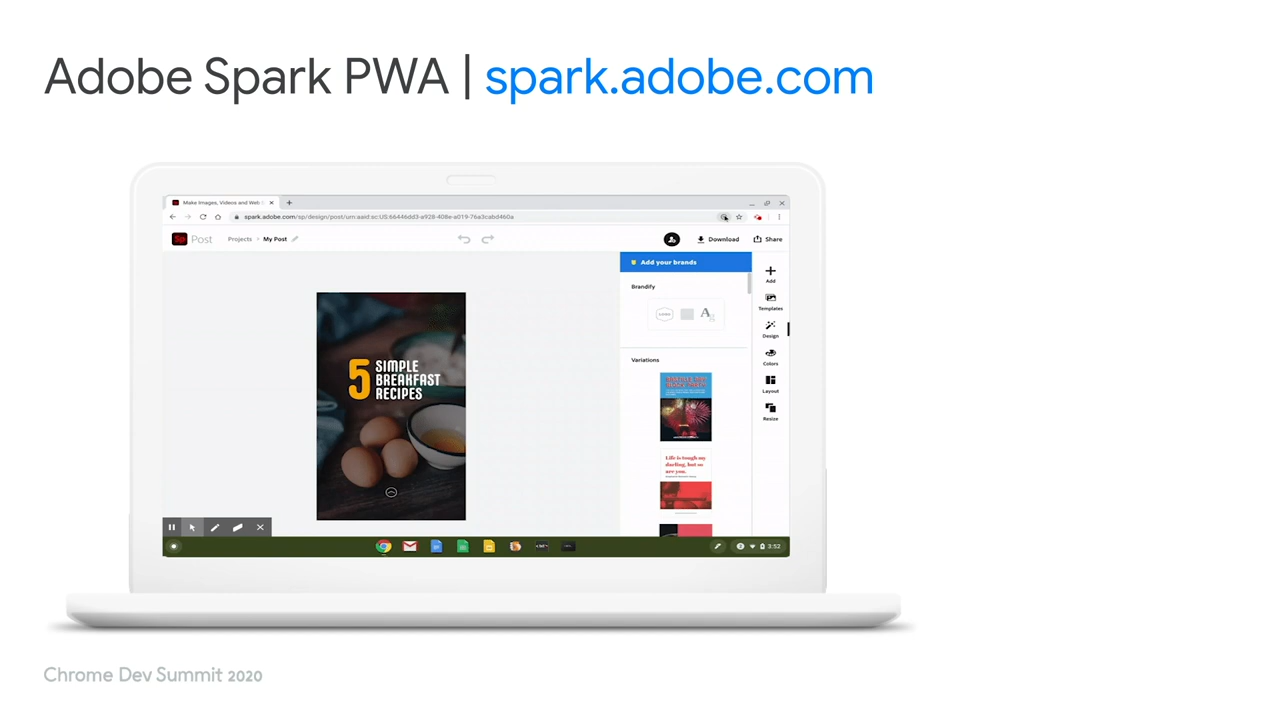 Adobe Spark PWA | spark.adobe.com
Make Images, Videos and Web S
spark.adobe.com/sp/design/post/urn:aaid:sc:US:66446dd3-a928-408e-a019-76a3cabd460a
Sp Post Projects My Post Download Share
Add your brands
Brandify
LOGO A
Variations
5 SIMPLE
BREAKFAST
RECIPES
Life is tough my
darling, but so
are you.
Add
Templates
Design
Colors
Layout
Resize
2 3:52
Chrome Dev Summit 2020